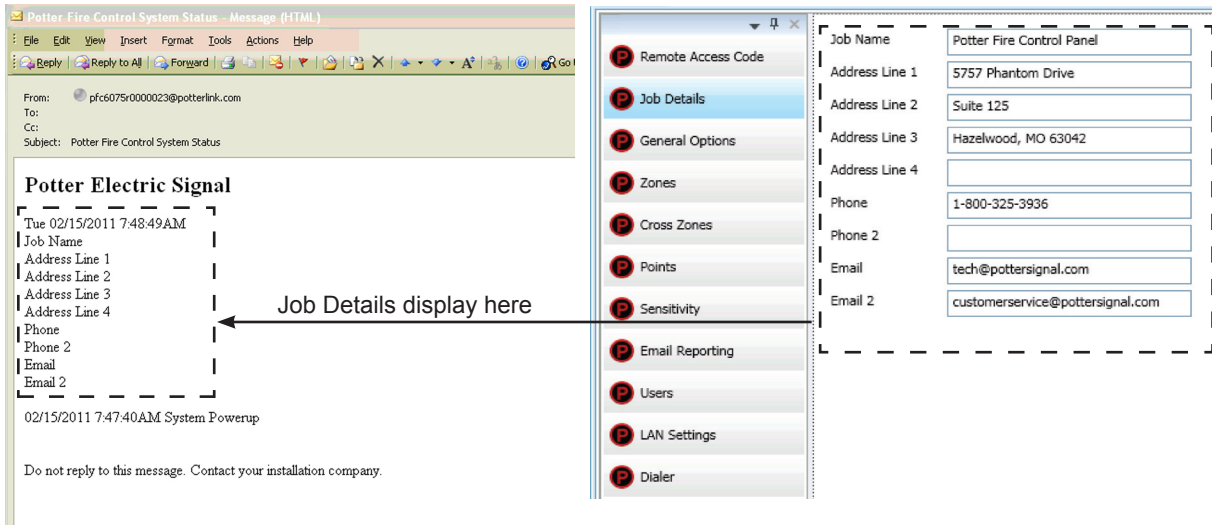 Potter Fire Control System Status - Message (HTML)
File Edit View Insert Format Tools Actions Help
Reply Reply to All Forward
From: pfc6075r0000023@potterlink.com
To:
Cc:
Subject: Potter Fire Control System Status
Potter Electric Signal
Tue 02/15/2011 7:48:49AM
Job Name
Address Line 1
Address Line 2
Address Line 3
Address Line 4
Phone
Phone 2
Email
Email 2
02/15/2011 7:47:40AM System Powerup
Do not reply to this message. Contact your installation company.
Job Details display here
Remote Access Code
Job Details
General Options
Zones
Cross Zones
Points
Sensitivity
Email Reporting
Users
LAN Settings
Dialer
Job Name Potter Fire Control Panel
Address Line 1 5757 Phantom Drive
Address Line 2 Suite 125
Address Line 3 Hazelwood, MO 63042
Address Line 4
Phone 1-800-325-3936
Phone 2
Email tech@pottersignal.com
Email 2 customerservice@pottersignal.com